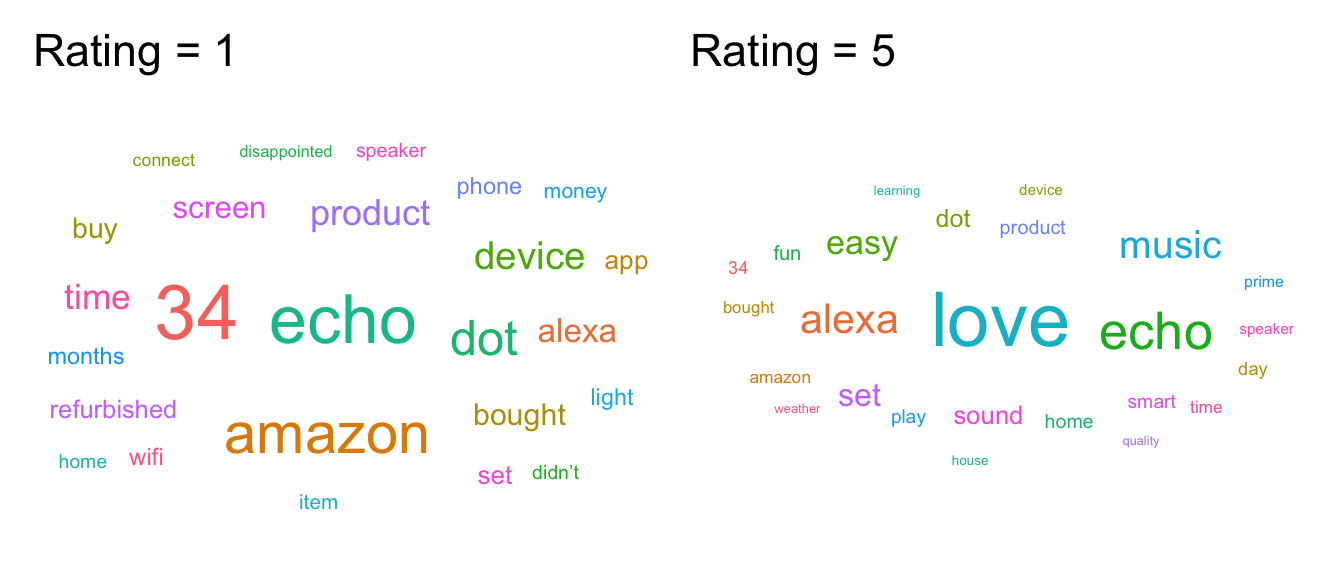 Rating = 1
connect disappointed speaker
phone money
buy screen product
device app
time 34 echo dot alexa
months
refurbished amazon bought light
home wifi set didn’t
item
Rating = 5
learning device
fun easy dot product music
34 prime
bought alexa love echo speaker
amazon day
weather set play sound home smart time
quality
house